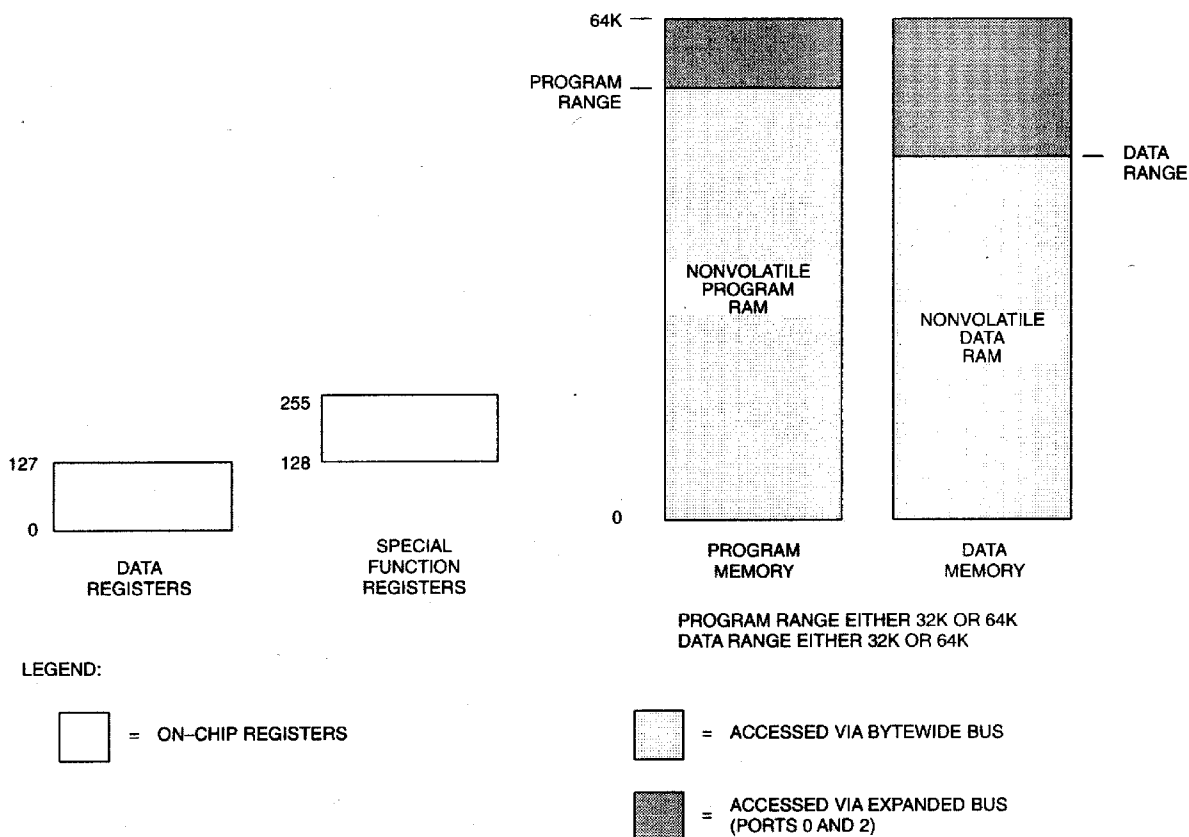 64K
PROGRAM
RANGE
DATA
RANGE
NONVOLATILE
PROGRAM
RAM
NONVOLATILE
DATA
RAM
255
128
127
0
0
DATA
REGISTERS
SPECIAL
FUNCTION
REGISTERS
PROGRAM
MEMORY
DATA
MEMORY
PROGRAM RANGE EITHER 32K OR 64K
DATA RANGE EITHER 32K OR 64K
LEGEND:
= ON–CHIP REGISTERS
= ACCESSED VIA BYTEWIDE BUS
= ACCESSED VIA EXPANDED BUS
(PORTS 0 AND 2)